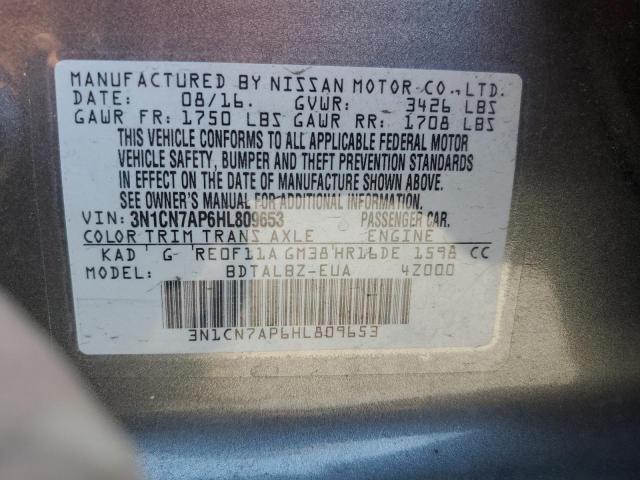 MANUFACTURED BY NISSAN MOTOR CO., LTD.
DATE: 08/16. GVWR: 3426 LBS
GAWR FR: 1750 LBS GAWR RR: 1708 LBS
THIS VEHICLE CONFORMS TO ALL APPLICABLE FEDERAL MOTOR
VEHICLE SAFETY, BUMPER AND THEFT PREVENTION STANDARDS
IN EFFECT ON THE DATE OF MANUFACTURE SHOWN ABOVE.
SEE OWNER'S MANUAL FOR ADDITIONAL INFORMATION.
VIN: 3N1CN7AP6HL809653 PASSENGER CAR.
COLOR TRIM TRANS AXLE ENGINE
KAD G RE0F11A GM38 HR16DE 1598 CC
MODEL: BDTALBZ-EUA 4Z000
3N1CN7AP6HL809653